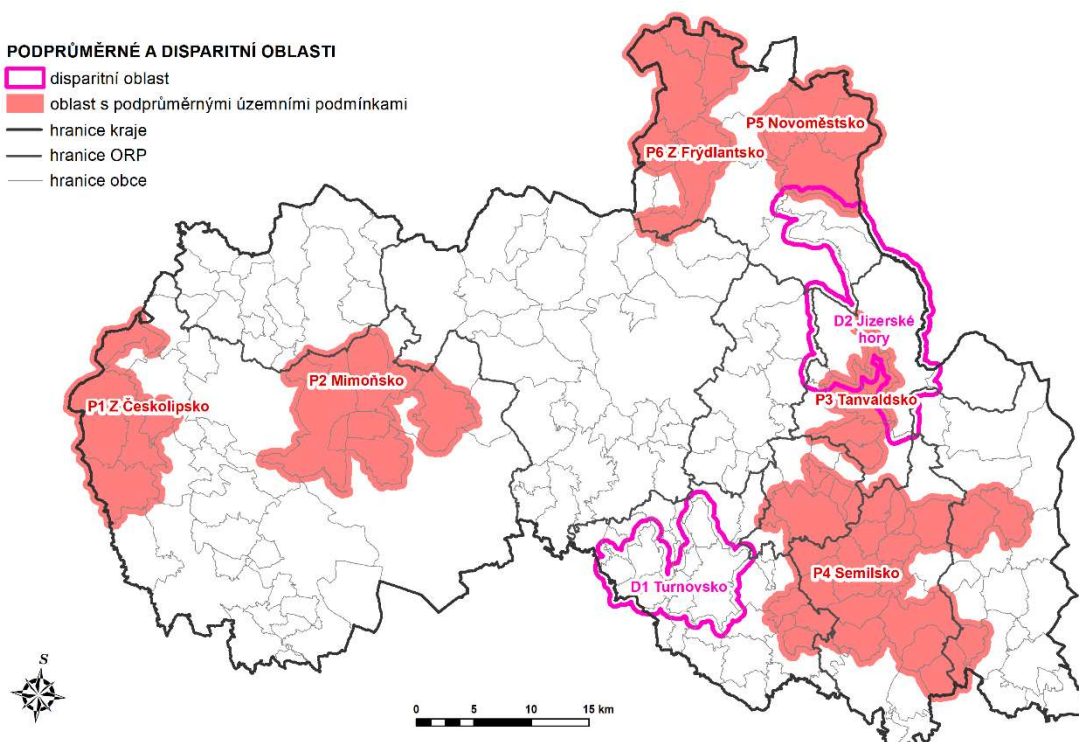 PODPRŮMĚRNÉ A DISPARITNÍ OBLASTI
disparitní oblast
oblast s podprůměrnými územními podmínkami
hranice kraje
hranice ORP
hranice obce
P5 Novoměstsko
P6 Z Frýdlantsko
D2 Jizerské
hory
P2 Mimoňsko
P1 Z Českolipsko
P3 Tanvaldsko
P4 Semilsko
D1 Turnovsko
S
0 5 10 15 km